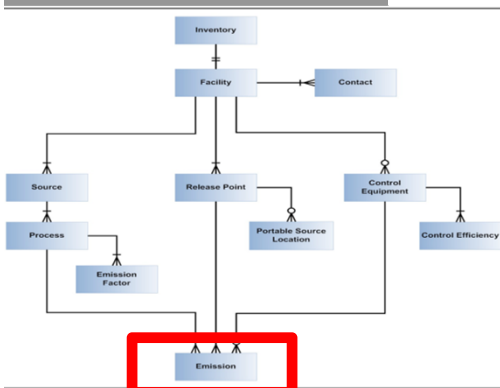 Inventory
Facility
Contact
Source
Release Point
Control
Equipment
Process
Portable Source
Location
Control Efficiency
Emission
Factor
Emission